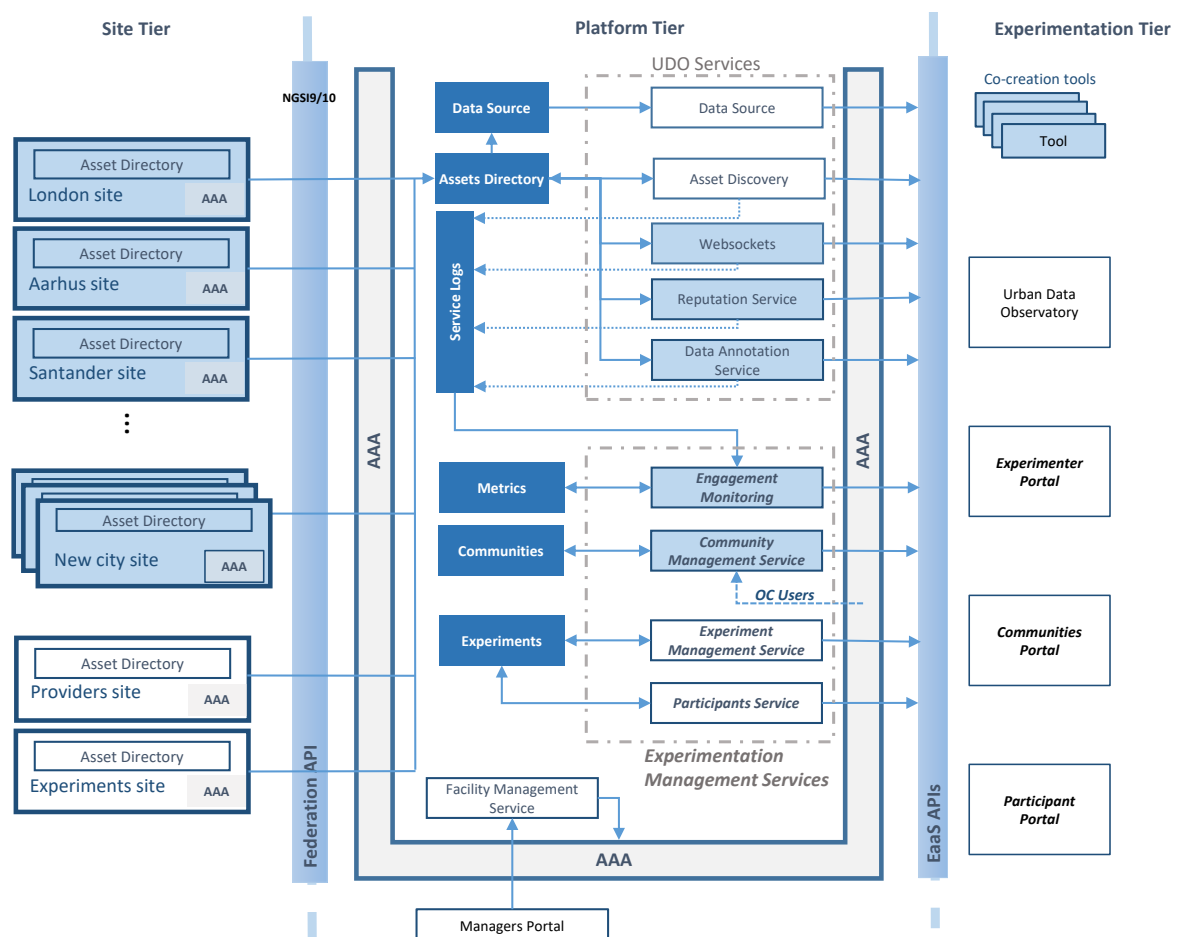 Site Tier
Platform Tier
Experimentation Tier
NGSI9/10
Federation API
Asset Directory
London site
AAA
Asset Directory
Aarhus site
AAA
Asset Directory
Santander site
AAA
...
Asset Directory
New city site
AAA
Asset Directory
Providers site
AAA
Asset Directory
Experiments site
AAA
AAA
UDO Services
Data Source
Data Source
Assets Directory
Asset Discovery
Service Logs
Websockets
Reputation Service
Data Annotation
Service
Metrics
Engagement
Monitoring
Communities
Community
Management Service
OC Users
Experiments
Experiment
Management Service
Participants Service
Experimentation
Management Services
Facility Management
Service
AAA
AAA
Managers Portal
EaaS APIs
Co-creation tools
Tool
Urban Data
Observatory
Experimenter
Portal
Communities
Portal
Participant
Portal